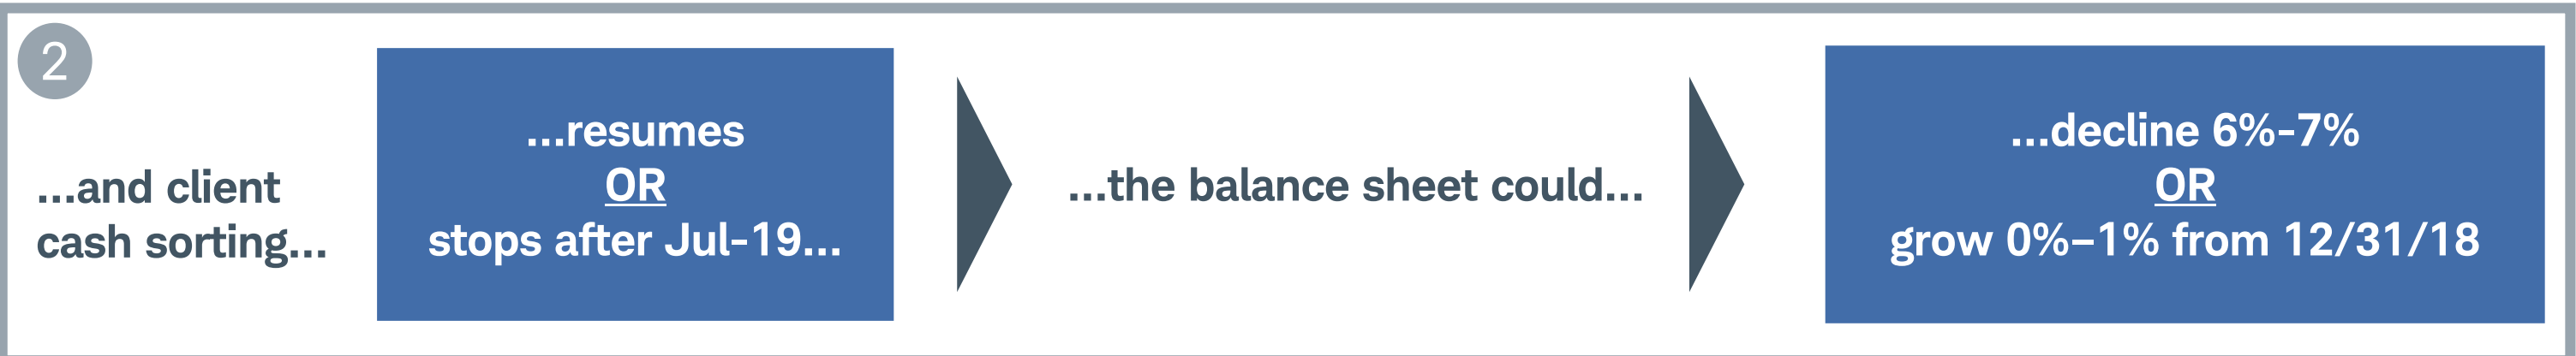 2
...and client
cash sorting...
...resumes
OR
stops after Jul-19...
...the balance sheet could...
...decline 6%-7%
OR
grow 0%–1% from 12/31/18